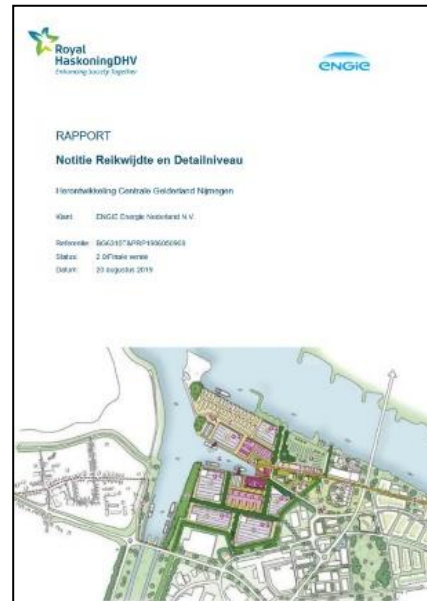 Royal
HaskoningDHV
Enhancing Society Together
ENGIE
RAPPORT
Notitie Reikwijdte en Detailniveau
Herontwikkeling Centrale Gelderland Nijmegen
Klant: ENGIE Energie Nederland N.V.
Referentie:
Status: 2.0/Finale versie
Datum: 20 augustus 2019